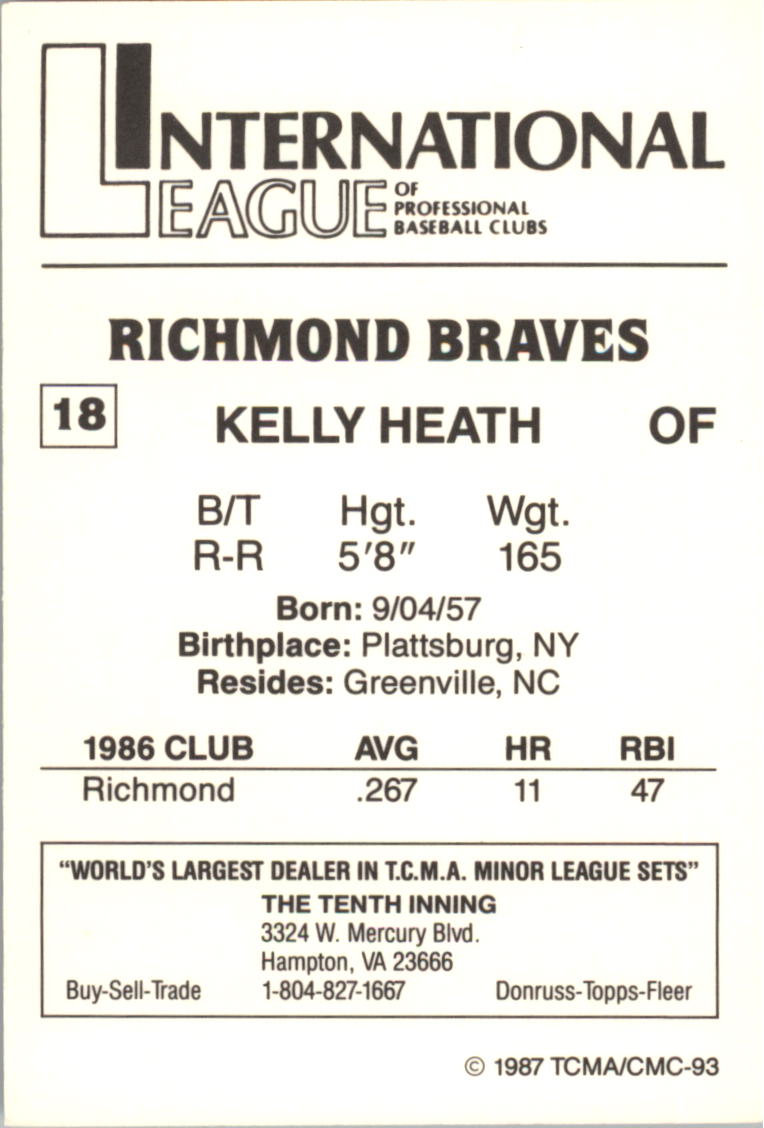 INTERNATIONAL
LEAGUE OF
PROFESSIONAL
BASEBALL CLUBS
RICHMOND BRAVES
18 KELLY HEATH OF
B/T Hgt. Wgt.
R-R 5'8" 165
Born: 9/04/57
Birthplace: Plattsburg, NY
Resides: Greenville, NC
1986 CLUB AVG HR RBI
Richmond .267 11 47
"WORLD'S LARGEST DEALER IN T.C.M.A. MINOR LEAGUE SETS"
THE TENTH INNING
3324 W. Mercury Blvd.
Hampton, VA 23666
Buy-Sell-Trade 1-804-827-1667 Donruss-Topps-Fleer
© 1987 TCMA/CMC-93